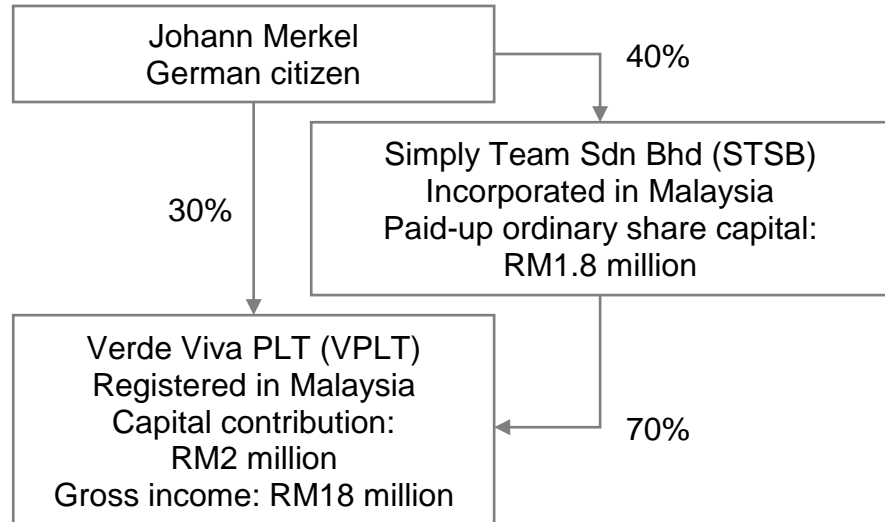 Johann Merkel
German citizen
40%
Simply Team Sdn Bhd (STSB)
Incorporated in Malaysia
Paid-up ordinary share capital:
RM1.8 million
30%
Verde Viva PLT (VPLT)
Registered in Malaysia
Capital contribution:
RM2 million
Gross income: RM18 million
70%